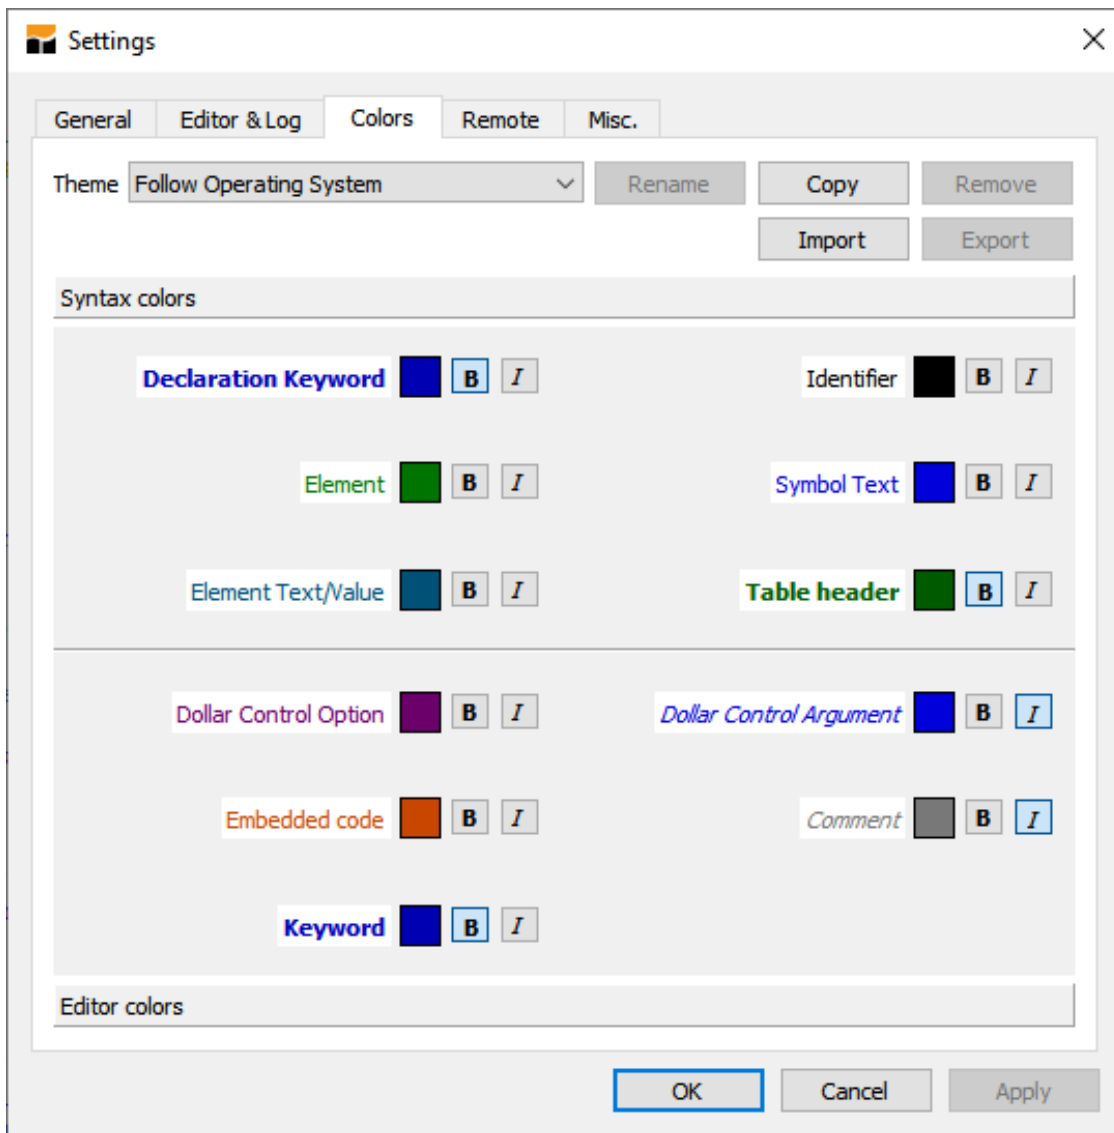 Settings
General Editor & Log Colors Remote Misc.
Theme Follow Operating System Rename Copy Remove
Import Export
Syntax colors
Declaration Keyword B I Identifier B I
Element B I Symbol Text B I
Element Text/Value B I Table header B I
Dollar Control Option B I Dollar Control Argument B I
Embedded code B I Comment B I
Keyword B I
Editor colors
OK Cancel Apply